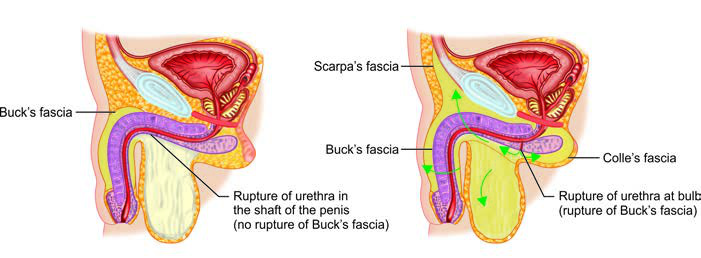 Buck's fascia
Rupture of urethra in
the shaft of the penis
(no rupture of Buck's fascia)
Scarpa's fascia
Buck's fascia
Colle's fascia
Rupture of urethra at bulb
(rupture of Buck's fascia)